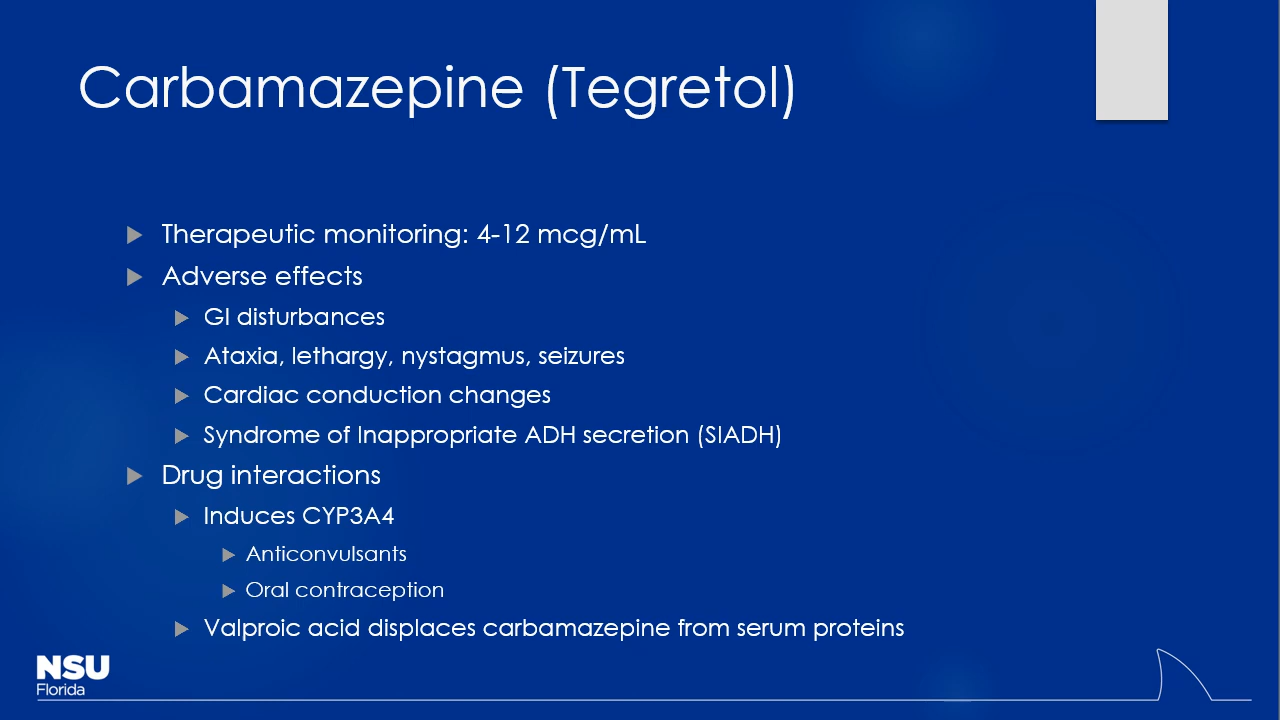 Carbamazepine (Tegretol)
Therapeutic monitoring: 4-12 mcg/mL
Adverse effects
GI disturbances
Ataxia, lethargy, nystagmus, seizures
Cardiac conduction changes
Syndrome of Inappropriate ADH secretion (SIADH)
Drug interactions
Induces CYP3A4
Anticonvulsants
Oral contraception
Valproic acid displaces carbamazepine from serum proteins
NSU
Florida